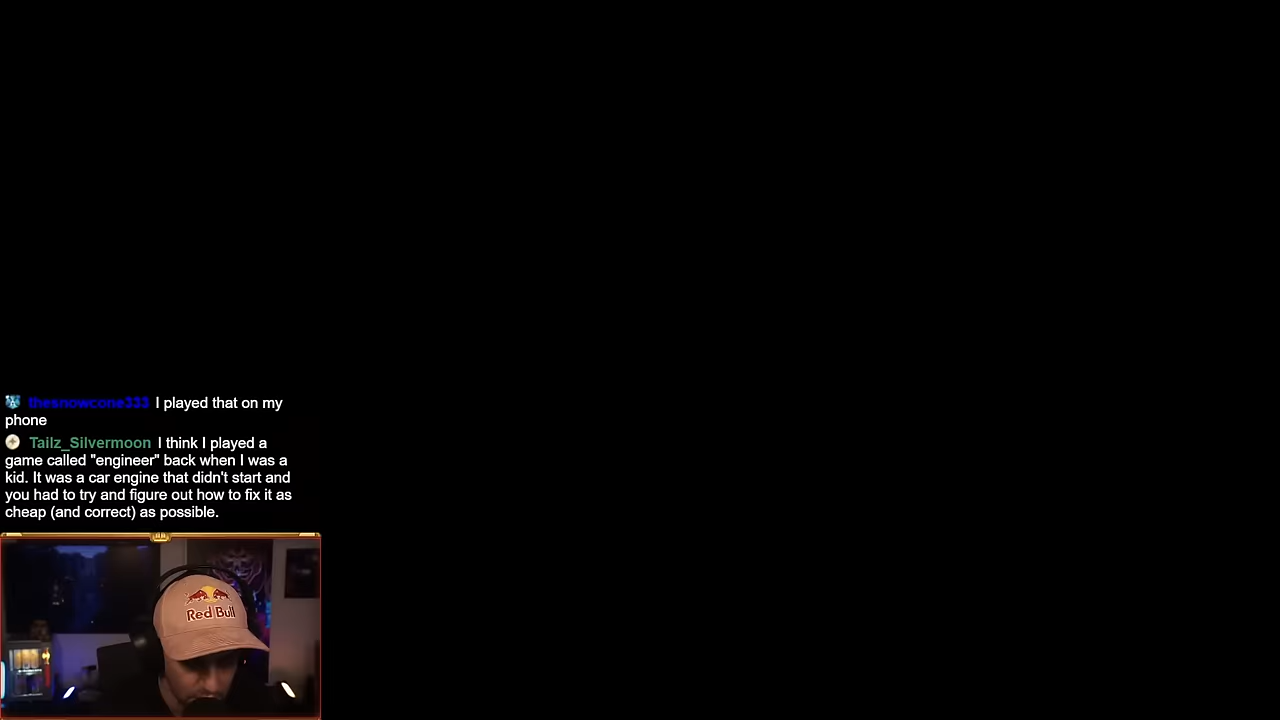 thesnowcone333 I played that on my
phone
Tailz_Silvermoon I think I played a
game called "engineer" back when I was a
kid. It was a car engine that didn't start and
you had to try and figure out how to fix it as
cheap (and correct) as possible.
Red Bull